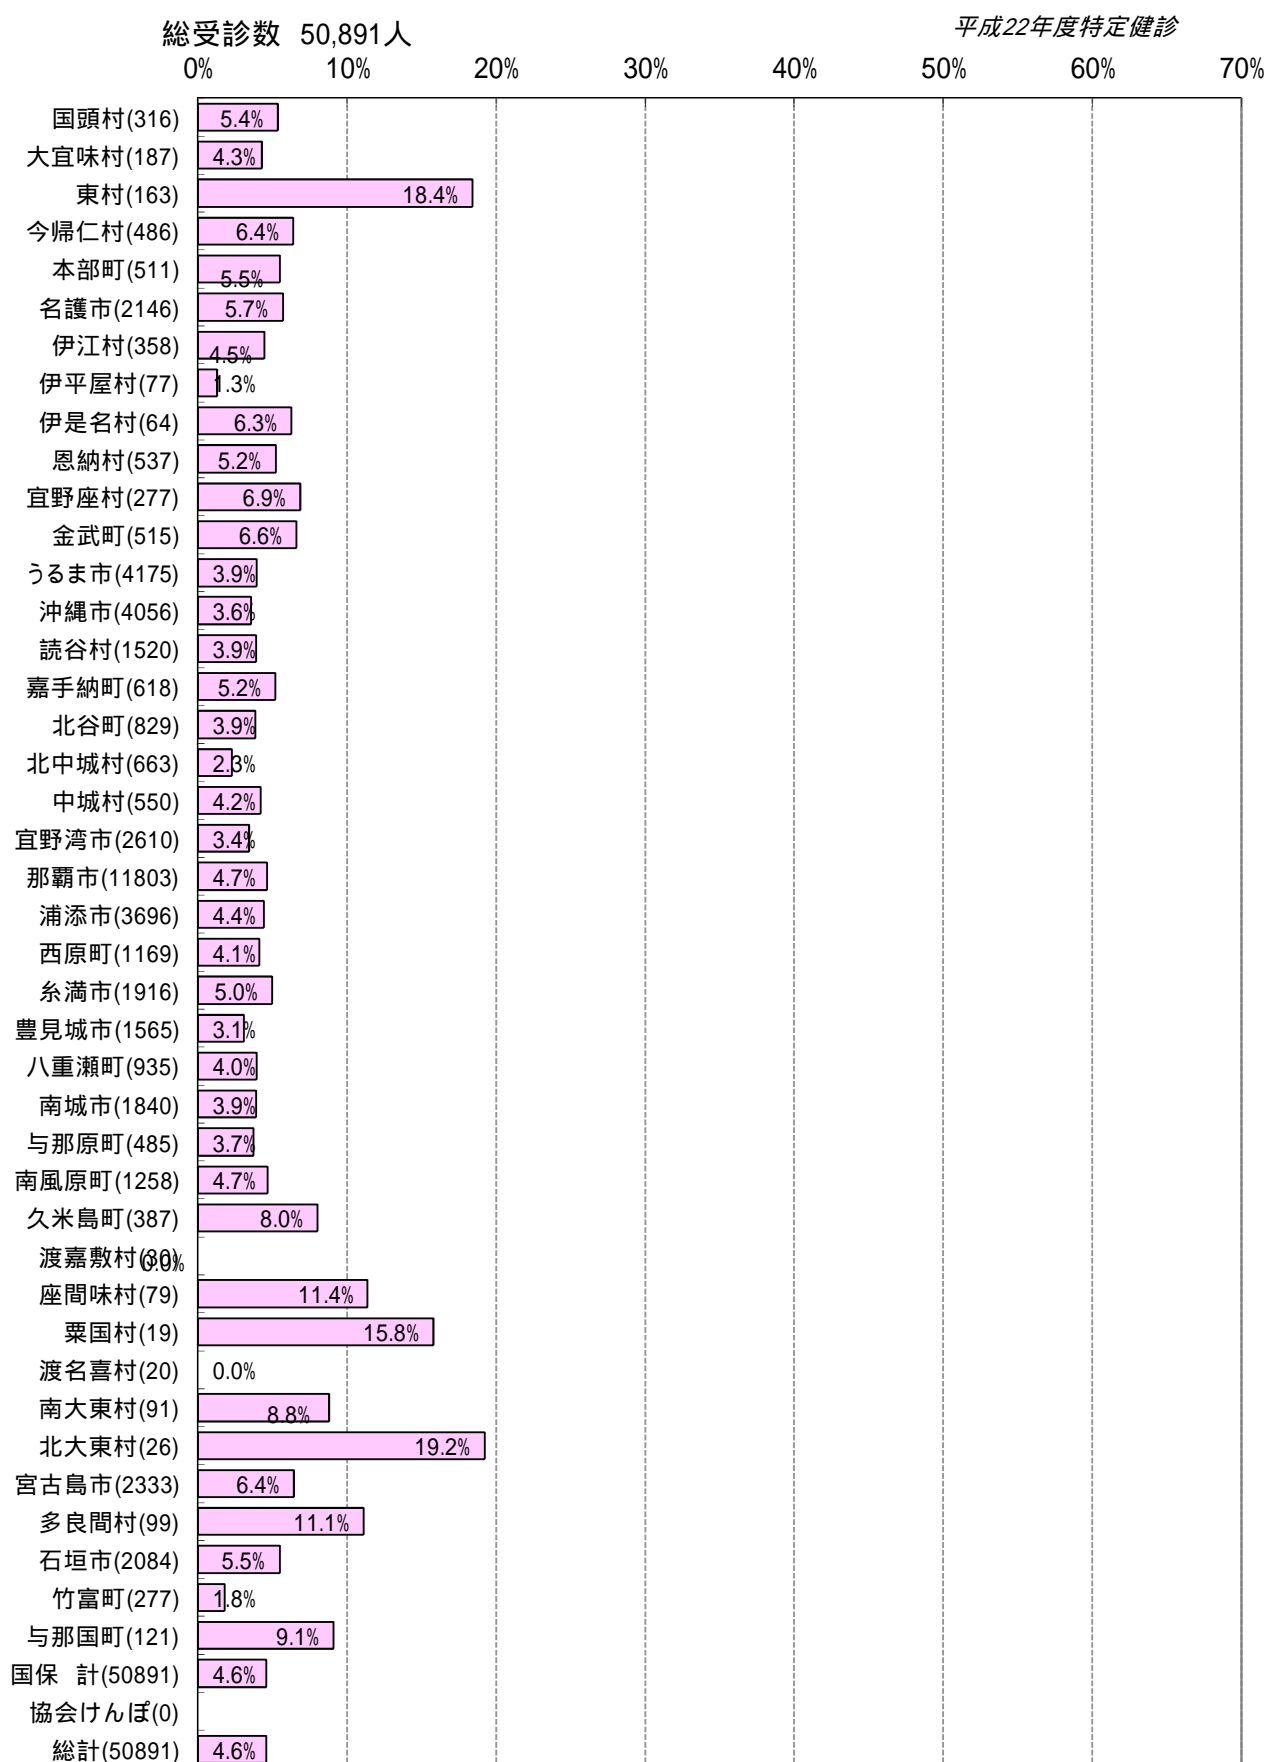 総受診数 50,891人
平成22年度特定健診
0% 10% 20% 30% 40% 50% 60% 70%
国頭村(316) 5.4%
大宜味村(187) 4.3%
東村(163) 18.4%
今帰仁村(486) 6.4%
本部町(511) 5.5%
名護市(2146) 5.7%
伊江村(358) 4.5%
伊平屋村(77) 1.3%
伊是名村(64) 6.3%
恩納村(537) 5.2%
宜野座村(277) 6.9%
金武町(515) 6.6%
うるま市(4175) 3.9%
沖縄市(4056) 3.6%
読谷村(1520) 3.9%
嘉手納町(618) 5.2%
北谷町(829) 3.9%
北中城村(663) 2.3%
中城村(550) 4.2%
宜野湾市(2610) 3.4%
那覇市(11803) 4.7%
浦添市(3696) 4.4%
西原町(1169) 4.1%
糸満市(1916) 5.0%
豊見城市(1565) 3.1%
八重瀬町(935) 4.0%
南城市(1840) 3.9%
与那原町(485) 3.7%
南風原町(1258) 4.7%
久米島町(387) 8.0%
渡嘉敷村(30) 0.0%
座間味村(79) 11.4%
粟国村(19) 15.8%
渡名喜村(20) 0.0%
南大東村(91) 8.8%
北大東村(26) 19.2%
宮古島市(2333) 6.4%
多良間村(99) 11.1%
石垣市(2084) 5.5%
竹富町(277) 1.8%
与那国町(121) 9.1%
国保 計(50891) 4.6%
協会けんぽ(0)
総計(50891) 4.6%